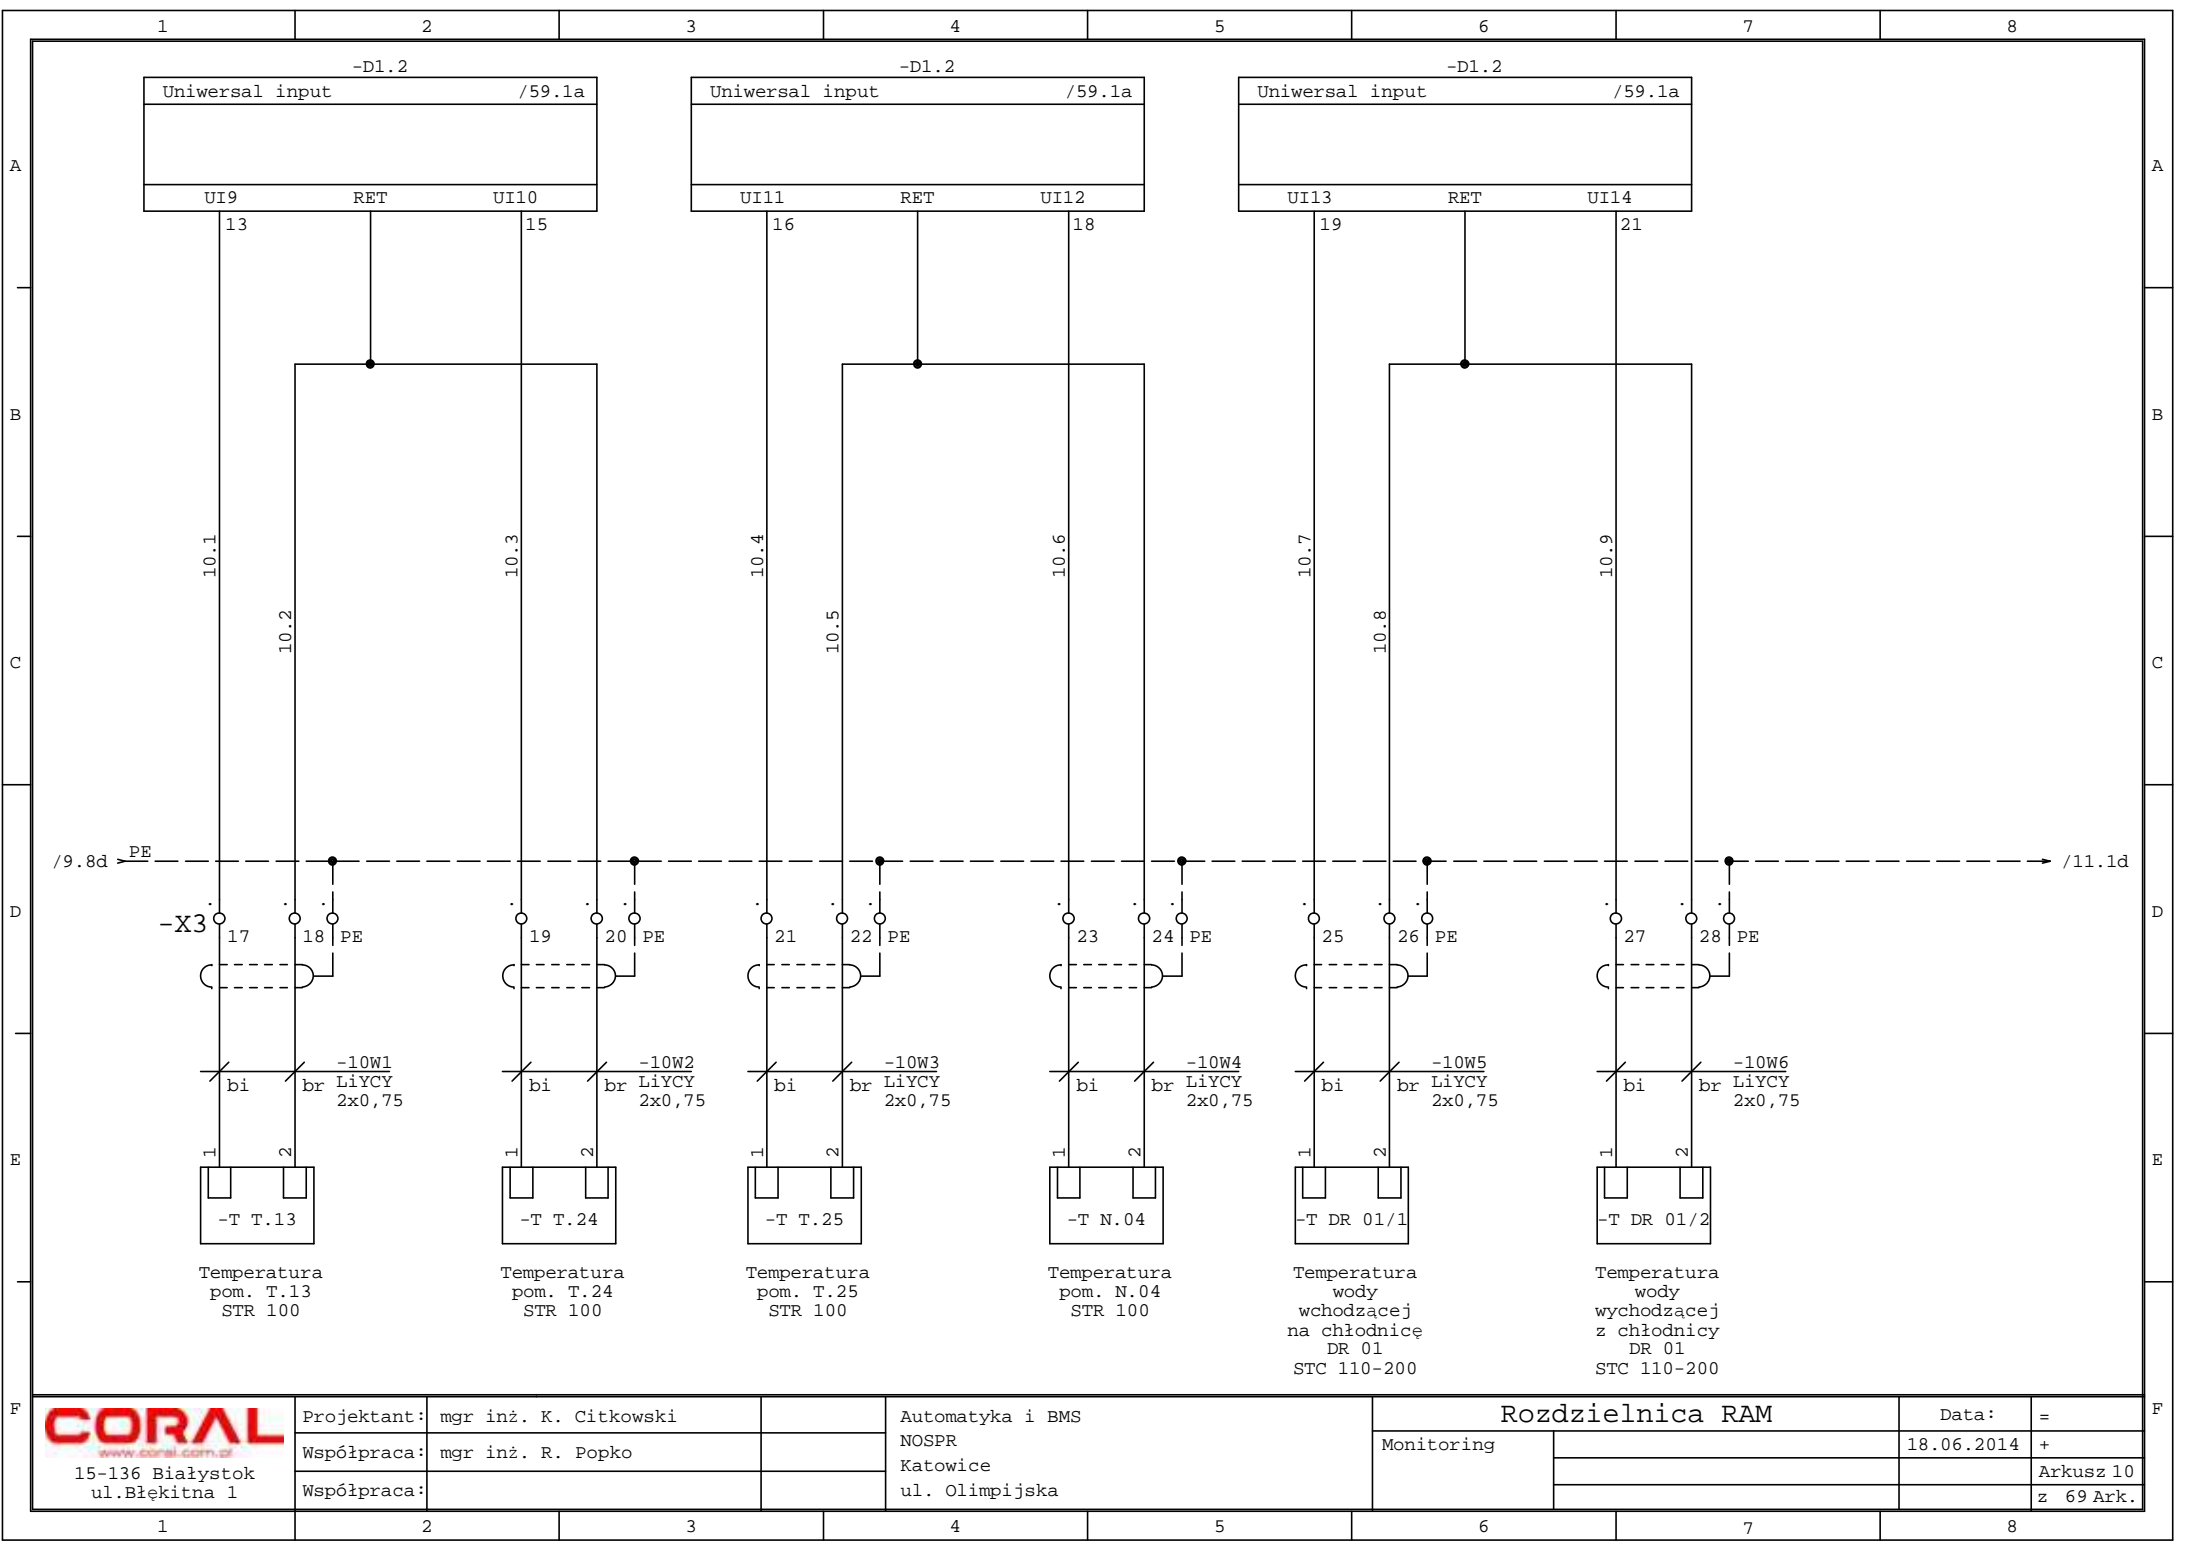 1 2 3 4 5 6 7 8
-D1.2 -D1.2 -D1.2
Uniwersal input /59.1a Uniwersal input /59.1a Uniwersal input /59.1a
A A
UI9 RET UI10 UI11 RET UI12 UI13 RET UI14
13 15 16 18 19 21
B B
10.1 10.3 10.4 10.6 10.7 10.9
10.2 10.5 10.8
C C
/9.8d PE /11.1d
D D
-X3 17 18 PE 19 20 PE 21 22 PE 23 24 PE 25 26 PE 27 28 PE
-10W1 -10W2 -10W3 -10W4 -10W5 -10W6
bi br LiYCY bi br LiYCY bi br LiYCY bi br LiYCY bi br LiYCY bi br LiYCY
2x0,75 2x0,75 2x0,75 2x0,75 2x0,75 2x0,75
1 2 1 2 1 2 1 2 1 2 1 2
E E
-T T.13 -T T.24 -T T.25 -T N.04 -T DR 01/1 -T DR 01/2
Temperatura
pom. T.13
STR 100
Temperatura
pom. T.24
STR 100
Temperatura
pom. T.25
STR 100
Temperatura
pom. N.04
STR 100
Temperatura
wody
wchodzącej
na chłodnicę
DR 01
STC 110-200
Temperatura
wody
wychodzącej
z chłodnicy
DR 01
STC 110-200
F F
CORAL
www.coral.com.pl
15-136 Białystok
ul.Błękitna 1
Projektant: mgr inż. K. Citkowski
Współpraca: mgr inż. R. Popko
Współpraca:
Automatyka i BMS
NOSPR
Katowice
ul. Olimpijska
Rozdzielnica RAM
Monitoring
Data:
18.06.2014
=
+
Arkusz 10
z 69 Ark.
1 2 3 4 5 6 7 8